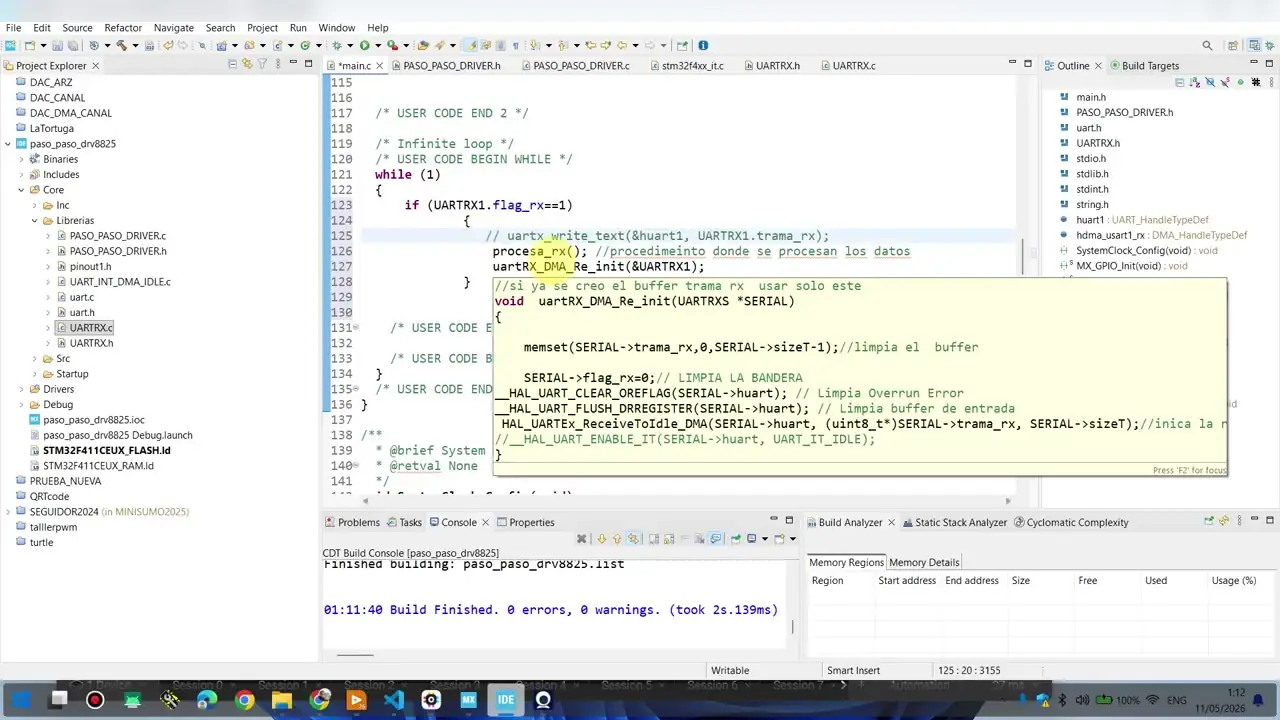 File Edit Source Refactor Navigate Search Project Run Window Help
Project Explorer
*main.c PASO_PASO_DRIVER.h PASO_PASO_DRIVER.c stm32f4xx_it.c UARTRX.h UARTRX.c
Outline Build Targets
DAC_ARZ
DAC_CANAL
DAC_DMA_CANAL
LaTortuga
paso_paso_drv8825
Binaries
Includes
Core
Inc
Librerias
PASO_PASO_DRIVER.c
PASO_PASO_DRIVER.h
pinout1.h
UART_INT_DMA_IDLE.c
uart.c
uart.h
UARTRX.c
UARTRX.h
Src
Startup
Drivers
Debug
paso_paso_drv8825.ioc
paso_paso_drv8825 Debug.launch
STM32F411CEUX_FLASH.ld
STM32F411CEUX_RAM.ld
PRUEBA_NUEVA
QRTcode
SEGUIDOR2024 (in MINISUMO2025)
talllerpwm
turtle
115
116
117 /* USER CODE END 2 */
118
119 /* Infinite loop */
120 /* USER CODE BEGIN WHILE */
121 while (1)
122 {
123 if (UARTRX1.flag_rx==1)
124 {
125 // uartx_write_text(&huart1, UARTRX1.trama_rx);
126 procesa_rx(); //procedimeinto donde se procesan los datos
127 uartRX_DMA_Re_init(&UARTRX1);
128 }
129
130
131 /* USER CODE E
132
133 /* USER CODE B
134 }
135 /* USER CODE END
136 }
137
138 /**
139 * @brief System
140 * @retval None
141 */
//si ya se creo el buffer trama rx usar solo este
void uartRX_DMA_Re_init(UARTRXS *SERIAL)
{
memset(SERIAL->trama_rx,0,SERIAL->sizeT-1);//limpia el buffer
SERIAL->flag_rx=0;// LIMPIA LA BANDERA
__HAL_UART_CLEAR_OREFLAG(SERIAL->huart); // Limpia Overrun Error
__HAL_UART_FLUSH_DRREGISTER(SERIAL->huart); // Limpia buffer de entrada
HAL_UARTEx_ReceiveToIdle_DMA(SERIAL->huart, (uint8_t*)SERIAL->trama_rx, SERIAL->sizeT);//inica la r
//__HAL_UART_ENABLE_IT(SERIAL->huart, UART_IT_IDLE);
}
Press 'F2' for focus
main.h
PASO_PASO_DRIVER.h
uart.h
UARTRX.h
stdio.h
stdlib.h
stdint.h
string.h
huart1 : UART_HandleTypeDef
hdma_usart1_rx : DMA_HandleTypeDef
SystemClock_Config(void) : void
MX_GPIO_Init(void) : void
Problems Tasks Console Properties
CDT Build Console [paso_paso_drv8825]
Finished building: paso_paso_drv8825.list
01:11:40 Build Finished. 0 errors, 0 warnings. (took 2s.139ms)
Build Analyzer Static Stack Analyzer Cyclomatic Complexity
Memory Regions Memory Details
Region Start address End address Size Free Used Usage (%)
Writable Smart Insert 125 : 20 : 3155
MX IDE
100% ENG
1:12
11/05/2026